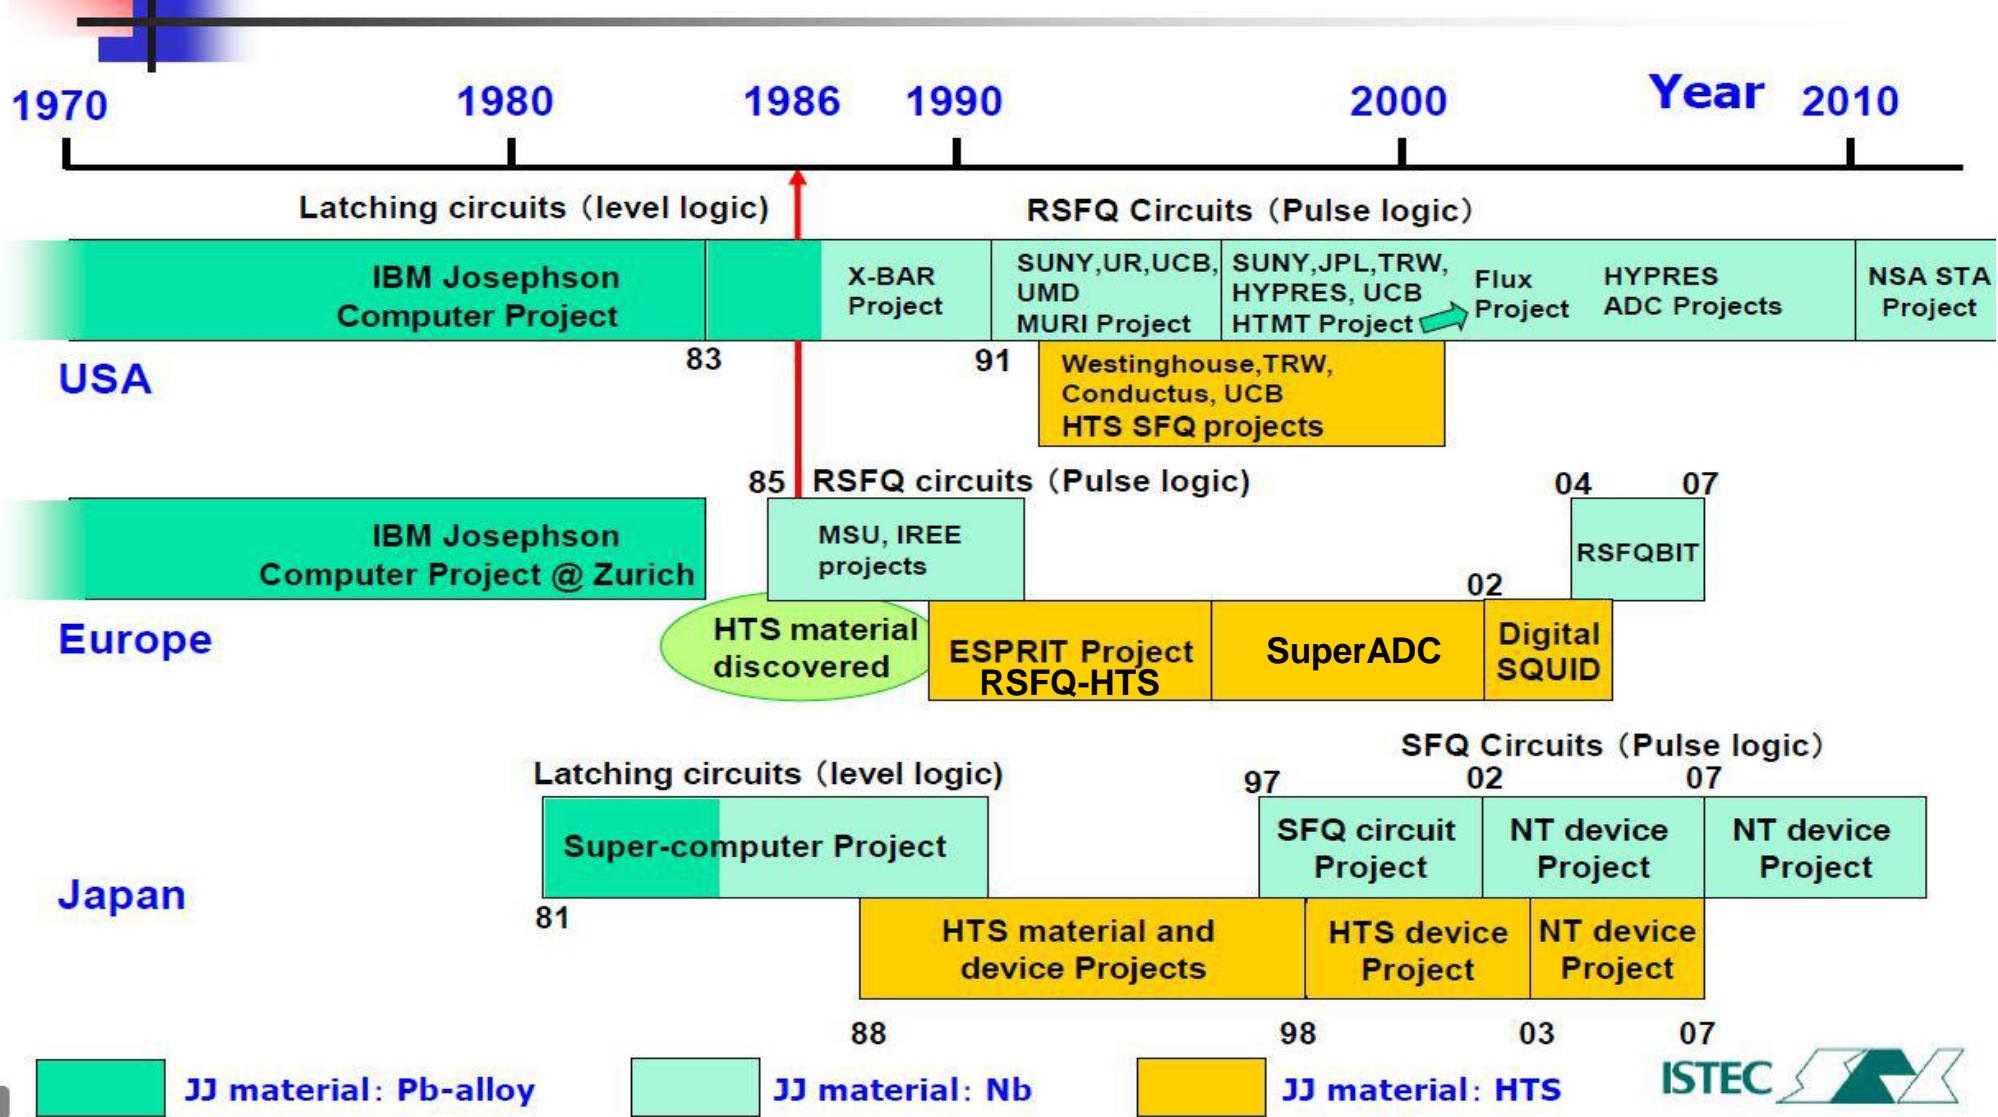 1970
1980
1986
1990
2000
Year
2010
Latching circuits (level logic)
RSFQ Circuits (Pulse logic)
IBM Josephson
Computer Project
X-BAR
Project
SUNY,UR,UCB,
UMD
MURI Project
SUNY,JPL,TRW,
HYPRES, UCB
HTMT Project
Flux
Project
HYPRES
ADC Projects
NSA STA
Project
USA
83
91
Westinghouse,TRW,
Conductus, UCB
HTS SFQ projects
85
RSFQ circuits (Pulse logic)
04
07
IBM Josephson
Computer Project @ Zurich
MSU, IREE
projects
RSFQBIT
02
Europe
HTS material
discovered
ESPRIT Project
RSFQ-HTS
SuperADC
Digital
SQUID
SFQ Circuits (Pulse logic)
Latching circuits (level logic)
97
02
07
Super-computer Project
SFQ circuit
Project
NT device
Project
NT device
Project
Japan
81
HTS material and
device Projects
HTS device
Project
NT device
Project
88
98
03
07
JJ material: Pb-alloy
JJ material: Nb
JJ material: HTS
ISTEC